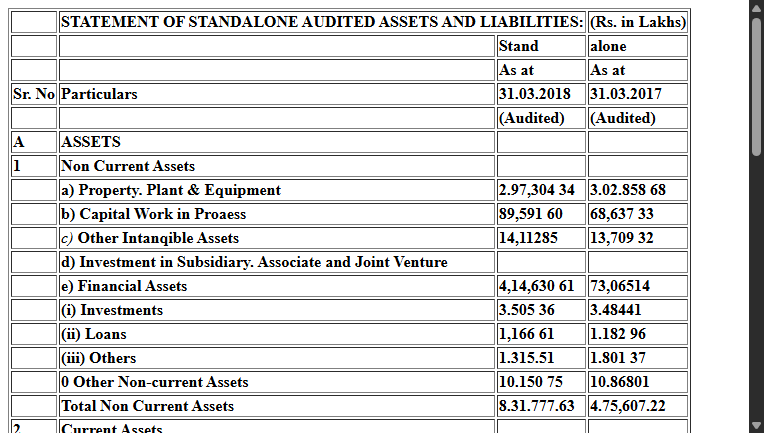 STATEMENT OF STANDALONE AUDITED ASSETS AND LIABILITIES: (Rs. in Lakhs)
Stand alone
As at As at
Sr. No Particulars 31.03.2018 31.03.2017
(Audited) (Audited)
A ASSETS
1 Non Current Assets
a) Property. Plant & Equipment 2.97,304 34 3.02.858 68
b) Capital Work in Proaess 89,591 60 68,637 33
c) Other Intanqible Assets 14,11285 13,709 32
d) Investment in Subsidiary. Associate and Joint Venture
e) Financial Assets 4,14,630 61 73,06514
(i) Investments 3.505 36 3.48441
(ii) Loans 1,166 61 1.182 96
(iii) Others 1.315.51 1.801 37
0 Other Non-current Assets 10.150 75 10.86801
Total Non Current Assets 8.31.777.63 4.75,607.22
2 Current Assets